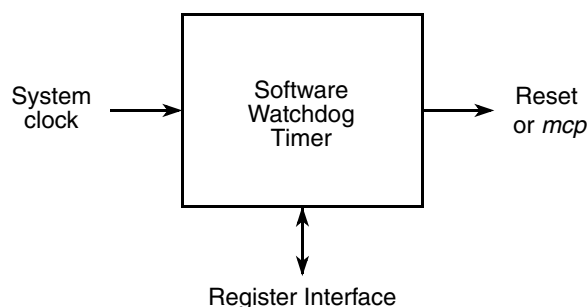 System
clock
Software
Watchdog
Timer
Reset
or mcp
Register Interface